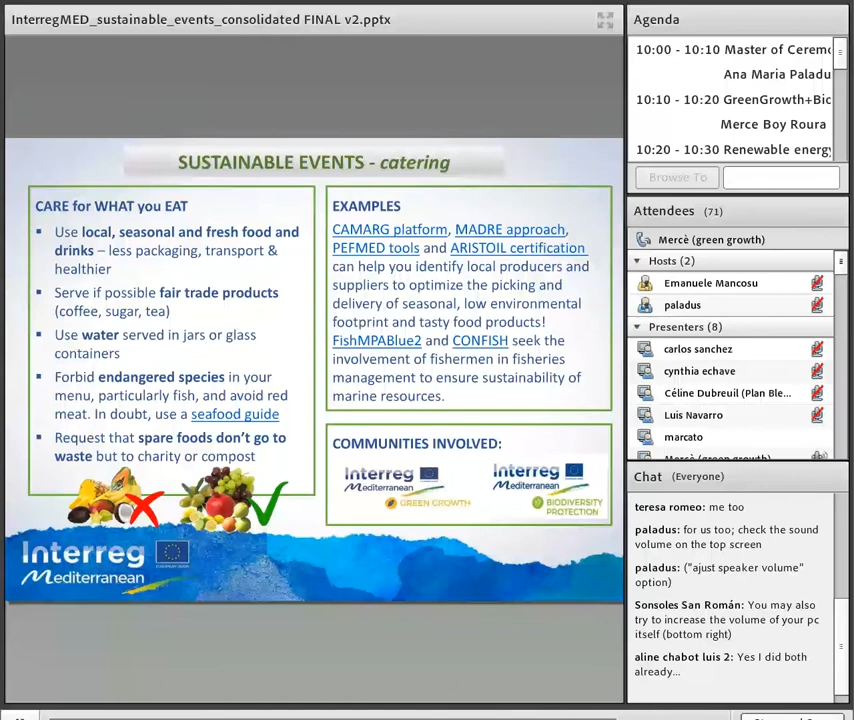 InterregMED_sustainable_events_consolidated FINAL v2.pptx
SUSTAINABLE EVENTS - catering
CARE for WHAT you EAT
Use local, seasonal and fresh food and
drinks – less packaging, transport &
healthier
Serve if possible fair trade products
(coffee, sugar, tea)
Use water served in jars or glass
containers
Forbid endangered species in your
menu, particularly fish, and avoid red
meat. In doubt, use a seafood guide
Request that spare foods don't go to
waste but to charity or compost
EXAMPLES
CAMARG platform, MADRE approach,
PEFMED tools and ARISTOIL certification
can help you identify local producers and
suppliers to optimize the picking and
delivery of seasonal, low environmental
footprint and tasty food products!
FishMPABlue2 and CONFISH seek the
involvement of fishermen in fisheries
management to ensure sustainability of
marine resources.
COMMUNITIES INVOLVED:
Interreg
Mediterranean
GREEN GROWTH
Interreg
Mediterranean
BIODIVERSITY
PROTECTION
Interreg
Mediterranean
Agenda
10:00 - 10:10 Master of Ceremo
Ana Maria Paladu
10:10 - 10:20 GreenGrowth+Bio
Merce Boy Roura
10:20 - 10:30 Renewable energy
Browse To
Attendees (71)
Mercè (green growth)
Hosts (2)
Emanuele Mancosu
paladus
Presenters (8)
carlos sanchez
cynthia echave
Céline Dubreuil (Plan Ble...
Luis Navarro
marcato
Mercè (green growth)
Chat (Everyone)
teresa romeo: me too
paladus: for us too; check the sound
volume on the top screen
paladus: ("ajust speaker volume"
option)
Sonsoles San Román: You may also
try to increase the volume of your pc
itself (bottom right)
aline chabot luis 2: Yes I did both
already...